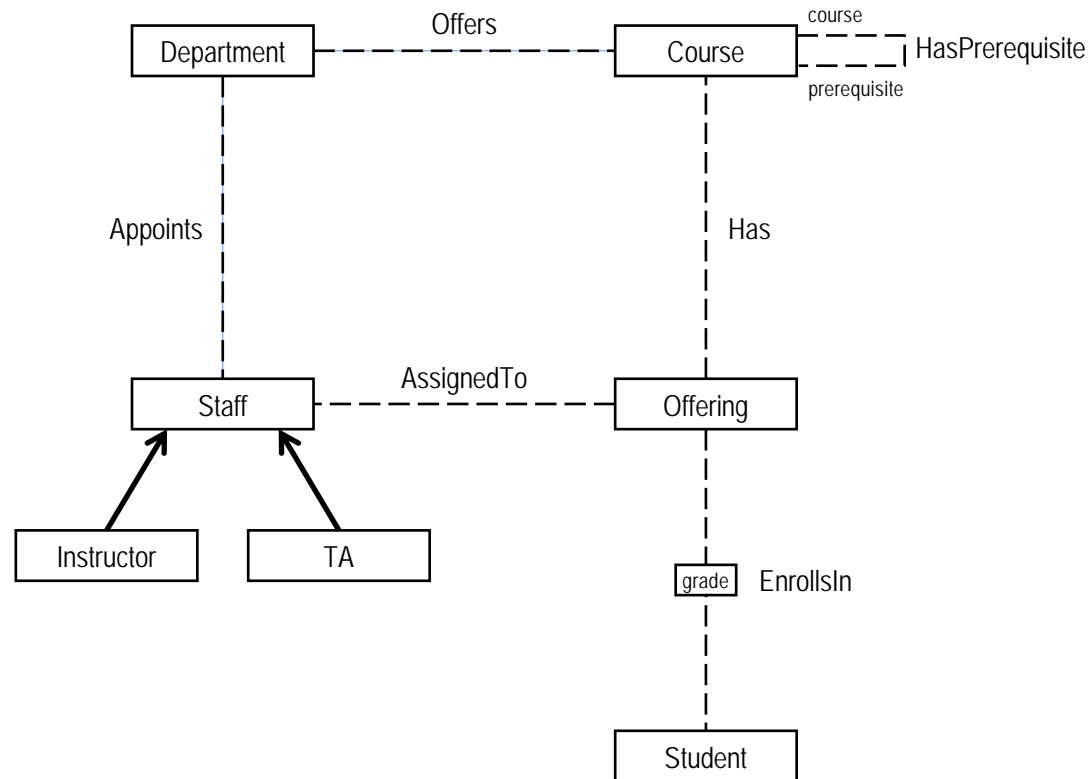 Offers
Department
Course
course
HasPrerequisite
prerequisite
Appoints
Has
AssignedTo
Staff
Offering
Instructor
TA
grade
EnrollsIn
Student